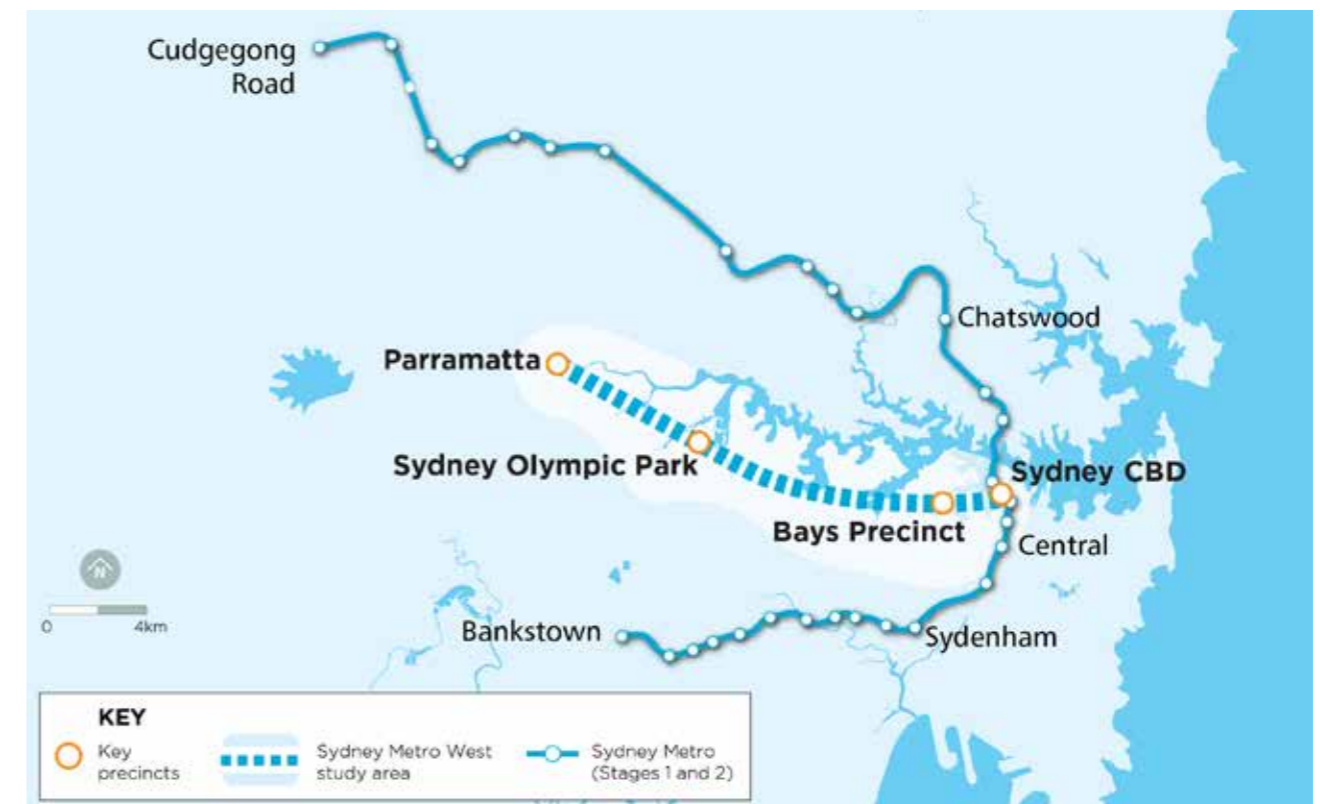 Cudgegong
Road
Chatswood
Parramatta
Sydney Olympic Park
Sydney CBD
Bays Precinct
Central
N
0 4km
Bankstown
Sydenham
KEY
Key
precincts
Sydney Metro West
study area
Sydney Metro
(Stages 1 and 2)